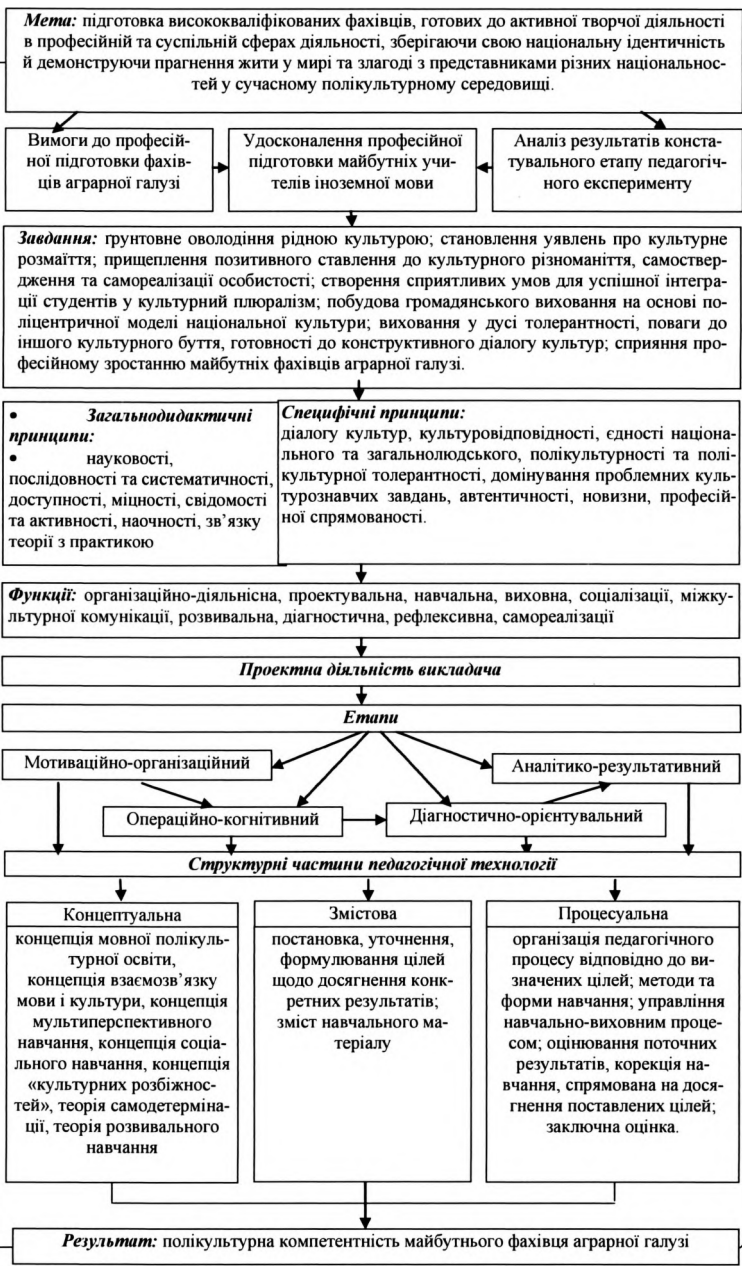 Мета: підготовка висококваліфікованих фахівців, готових до активної творчої діяльності
в професійній та суспільній сферах діяльності, зберігаючи свою національну ідентичність
й демонструючи прагнення жити у мирі та злагоді з представниками різних національнос-
тей у сучасному полікультурному середовищі.
Вимоги до професій-
ної підготовки фахів-
ців аграрної галузі
Удосконалення професійної
підготовки майбутніх учи-
телів іноземної мови
Аналіз результатів конста-
тувального етапу педагогіч-
ного експерименту
Завдання: ґрунтовне оволодіння рідною культурою; становлення уявлень про культурне
розмаїття; прищеплення позитивного ставлення до культурного різноманіття, самоствер-
дження та самореалізації особистості; створення сприятливих умов для успішної інтегра-
ції студентів у культурний плюралізм; побудова громадянського виховання на основі по-
ліцентричної моделі національної культури; виховання у дусі толерантності, поваги до
іншого культурного буття, готовності до конструктивного діалогу культур; сприяння про-
фесійному зростанню майбутніх фахівців аграрної галузі.
• Загальнодидактичні
принципи:
• науковості,
послідовності та систематичності,
доступності, міцності, свідомості
та активності, наочності, зв’язку
теорії з практикою
Специфічні принципи:
діалогу культур, культуровідповідності, єдності націона-
льного та загальнолюдського, полікультурності та полі-
культурної толерантності, домінування проблемних куль-
турознавчих завдань, автентичності, новизни, професій-
ної спрямованості.
Функції: організаційно-діяльнісна, проектувальна, навчальна, виховна, соціалізації, міжку-
льтурної комунікації, розвивальна, діагностична, рефлексивна, самореалізації
Проектна діяльність викладача
Етапи
Мотиваційно-організаційний
Аналітико-результативний
Операційно-когнітивний
Діагностично-орієнтувальний
Структурні частини педагогічної технології
Концептуальна
концепція мовної полікуль-
турної освіти,
концепція взаємозв’язку
мови і культури, концепція
мультиперспективного
навчання, концепція соціа-
льного навчання, концепція
«культурних розбіжнос-
тей», теорія самодетерміна-
ції, теорія розвивального
навчання
Змістова
постановка, уточнення,
формулювання цілей
щодо досягнення конк-
ретних результатів;
зміст навчального ма-
теріалу
Процесуальна
організація педагогічного
процесу відповідно до ви-
значених цілей; методи та
форми навчання; управління
навчально-виховним проце-
сом; оцінювання поточних
результатів, корекція на-
вчання, спрямована на дося-
гнення поставлених цілей;
заключна оцінка.
Результат: полікультурна компетентність майбутнього фахівця аграрної галузі